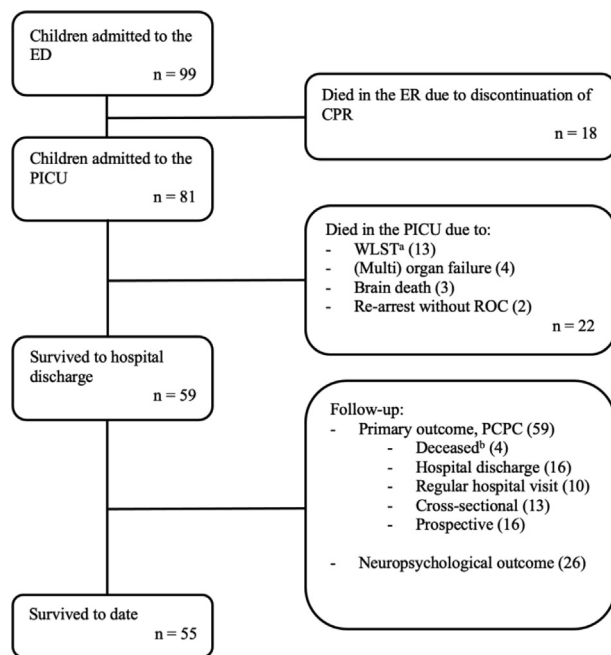 Children admitted to the
ED
n = 99
Died in the ER due to discontinuation of
CPR
n = 18
Children admitted to the
PICU
n = 81
Died in the PICU due to:
- WLSTᵃ (13)
- (Multi) organ failure (4)
- Brain death (3)
- Re-arrest without ROC (2)
n = 22
Survived to hospital
discharge
n = 59
Follow-up:
- Primary outcome, PCPC (59)
- Deceasedᵇ (4)
- Hospital discharge (16)
- Regular hospital visit (10)
- Cross-sectional (13)
- Prospective (16)
- Neuropsychological outcome (26)
Survived to date
n = 55